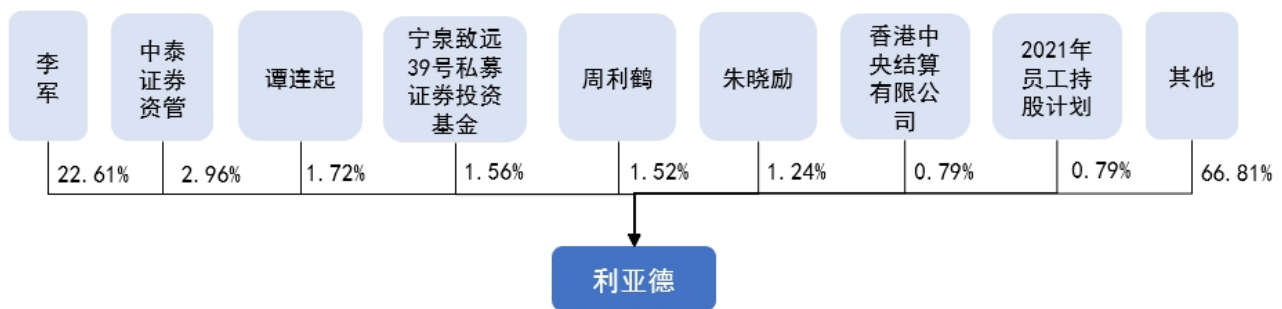 李
军
中泰
证券
资管
谭连起
宁泉致远
39号私募
证券投资
基金
周利鹤
朱晓励
香港中
央结算
有限公
司
2021年
员工持
股计划
其他
22.61%
2.96%
1.72%
1.56%
1.52%
1.24%
0.79%
0.79%
66.81%
利亚德